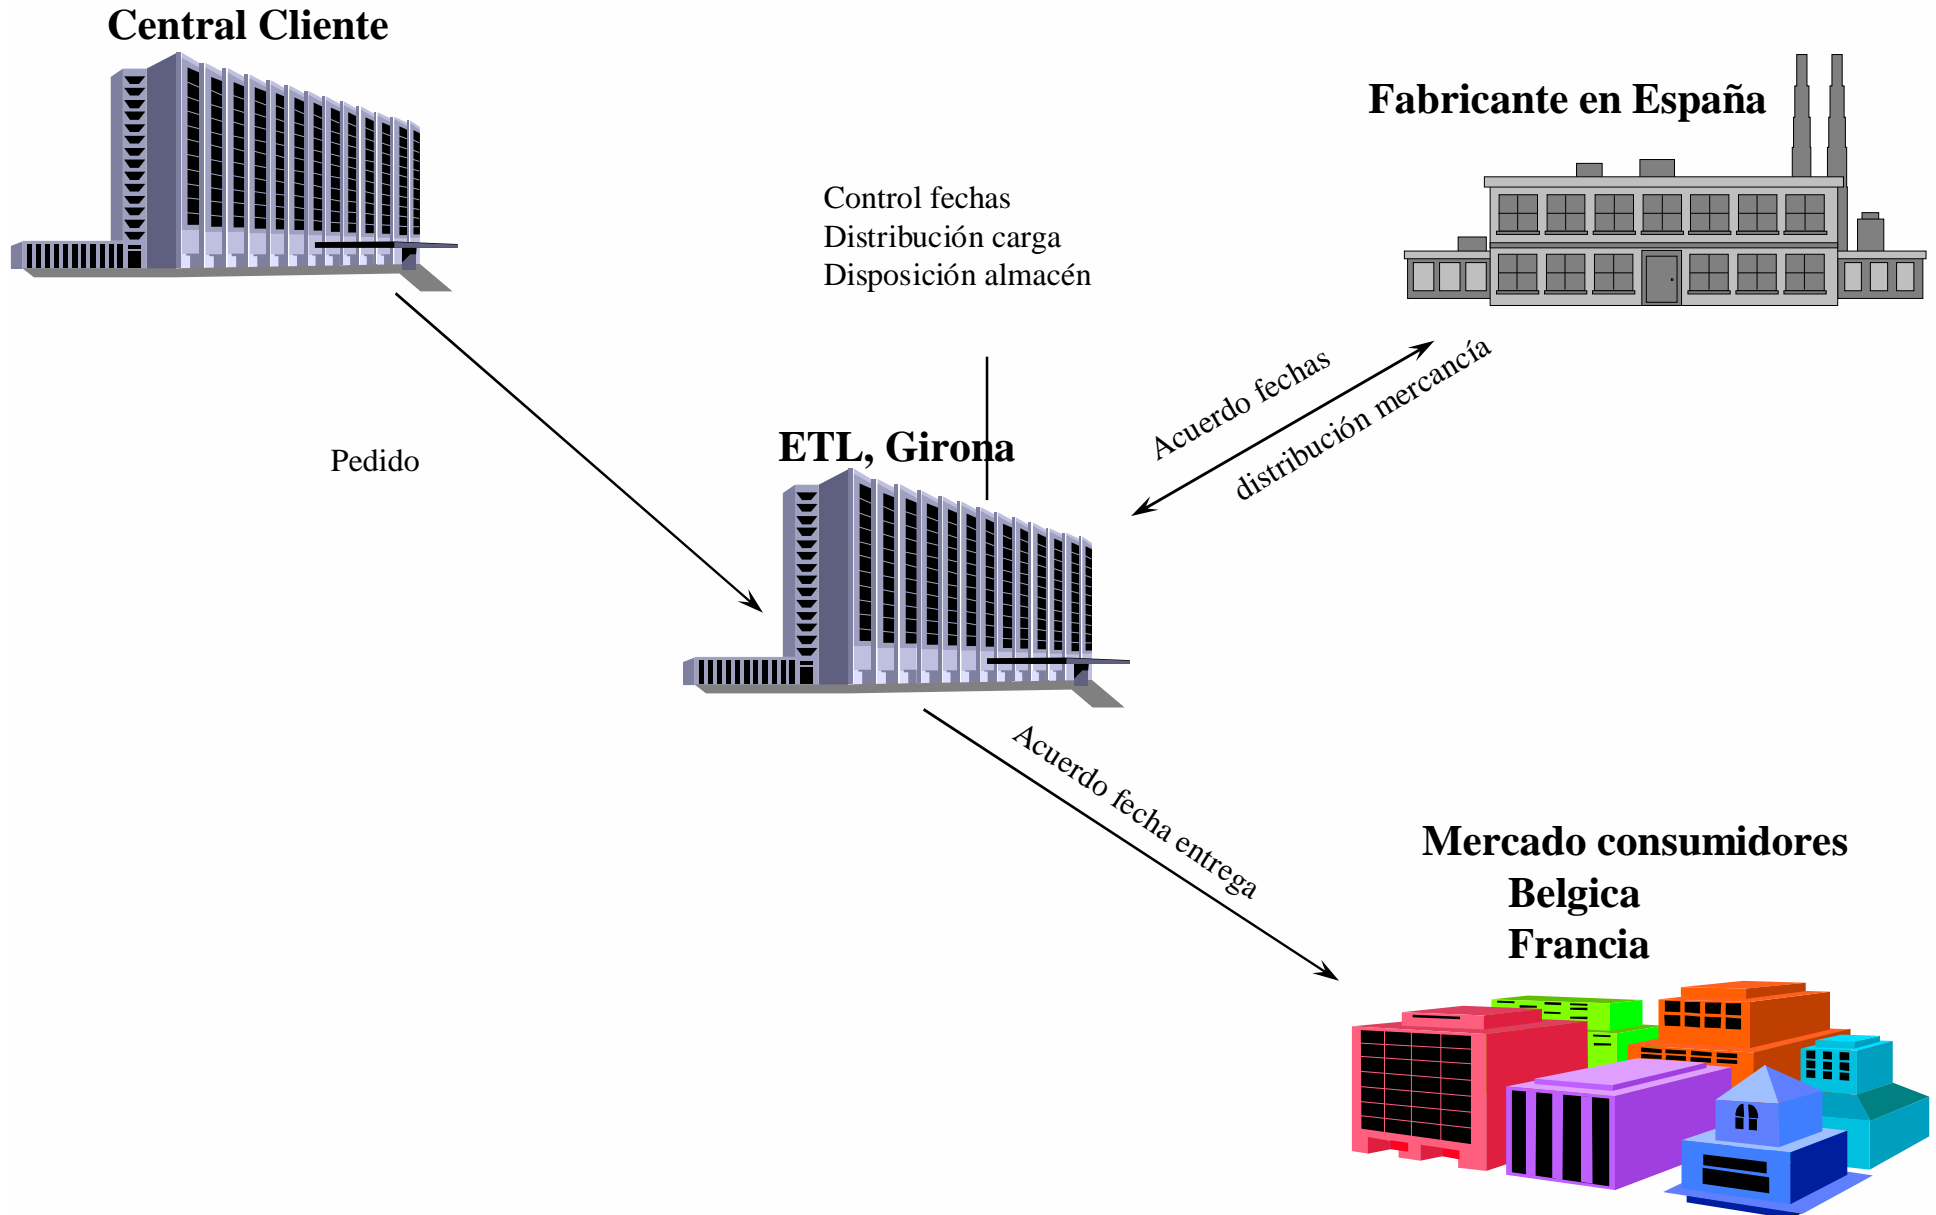 Central Cliente
Fabricante en España
Control fechas
Distribución carga
Disposición almacén
Acuerdo fechas
distribución mercancía
Pedido
ETL, Girona
Acuerdo fecha entrega
Mercado consumidores
Belgica
Francia